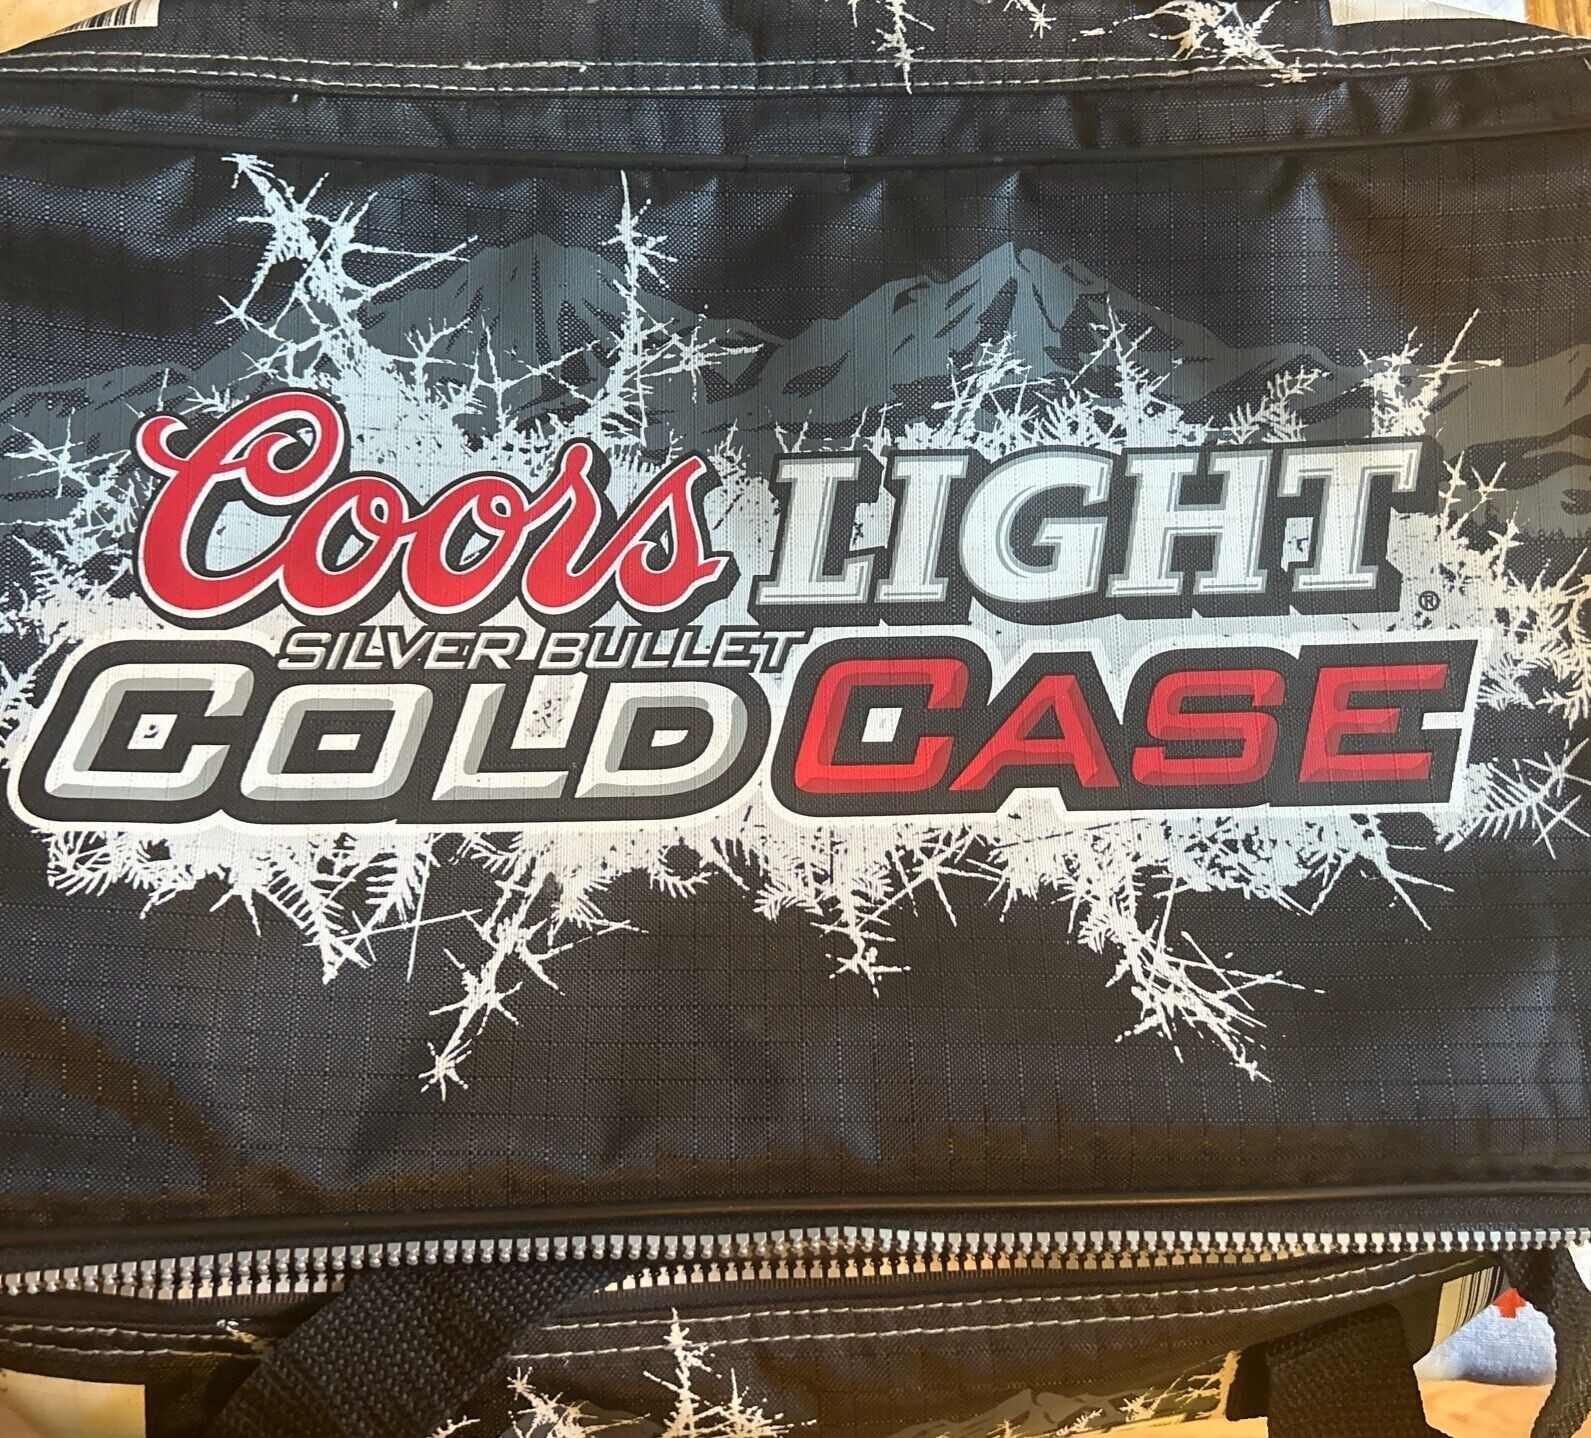 Coors LIGHT
®
SILVER BULLET
COLD CASE